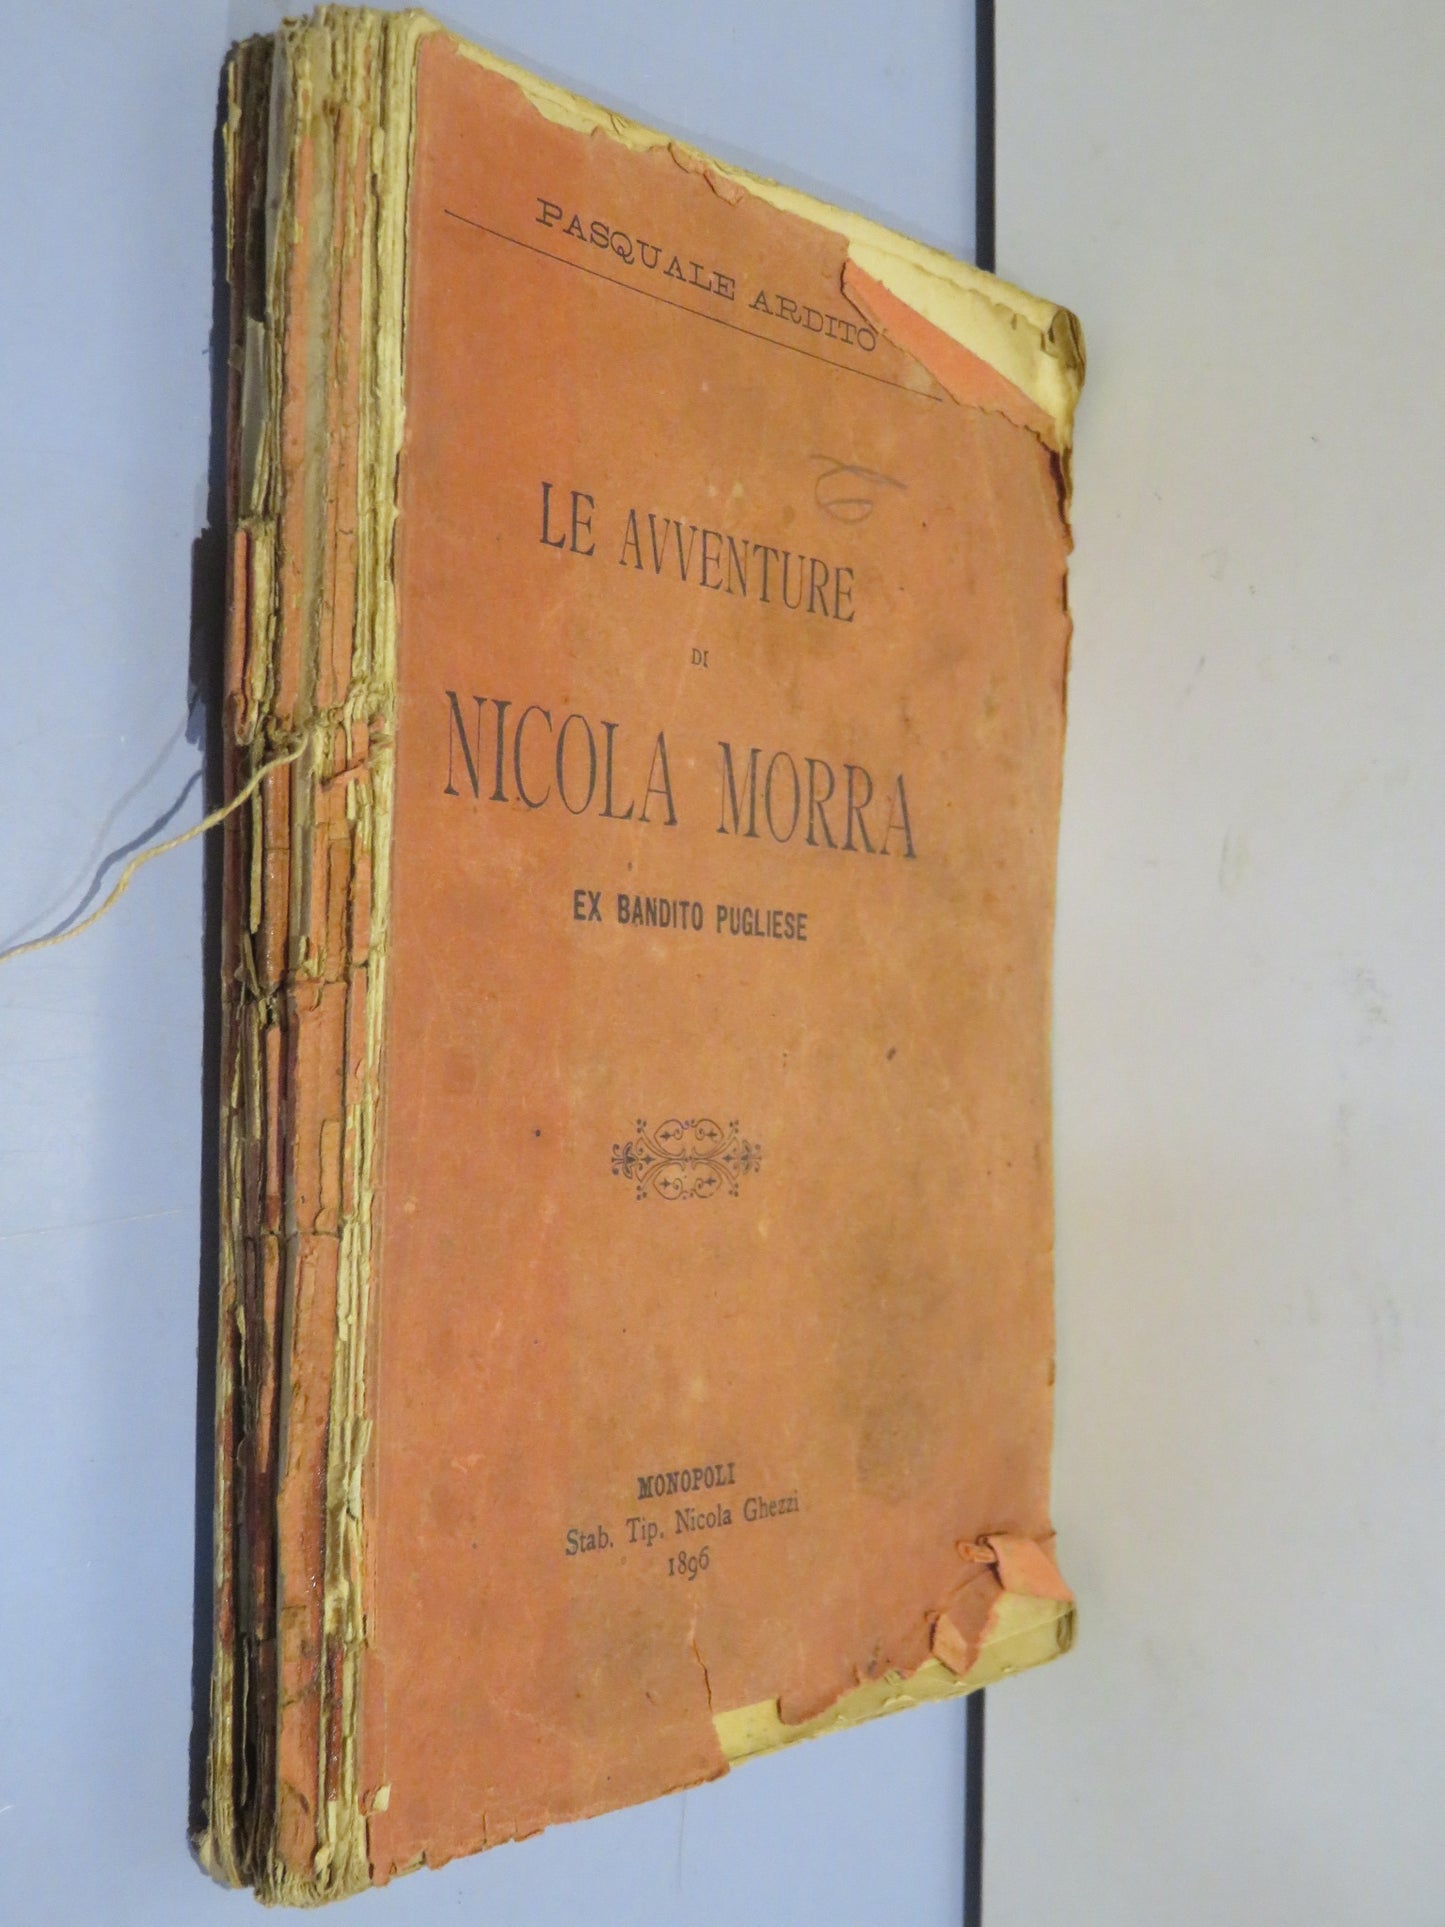 PASQUALE ARDITO
LE AVVENTURE
DI
NICOLA MORRA
EX BANDITO PUGLIESE
MONOPOLI
Stab. Tip. Nicola Ghezzi
1896